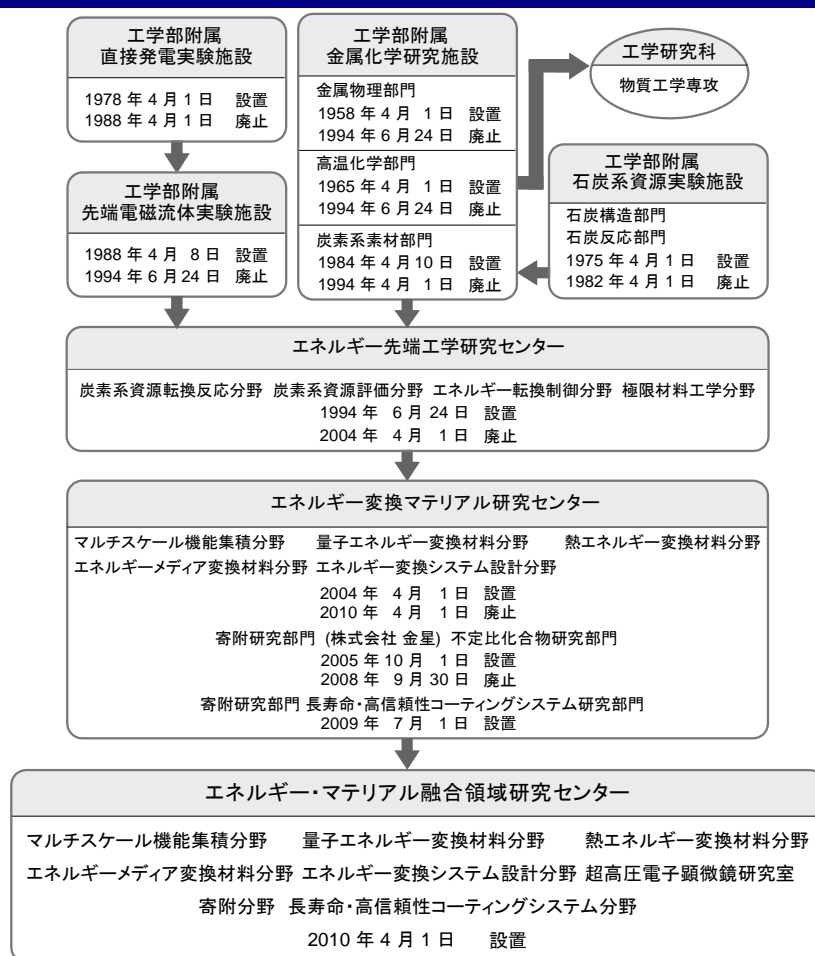 工学部附属
直接発電実験施設
1978 年 4 月 1 日 設置
1988 年 4 月 1 日 廃止
工学部附属
先端電磁流体実験施設
1988 年 4 月 8 日 設置
1994 年 6 月 24 日 廃止
工学部附属
金属化学研究施設
金属物理部門
1958 年 4 月 1 日 設置
1994 年 6 月 24 日 廃止
高温化学部門
1965 年 4 月 1 日 設置
1994 年 6 月 24 日 廃止
炭素系素材部門
1984 年 4 月 10 日 設置
1994 年 4 月 1 日 廃止
工学研究科
物質工学専攻
工学部附属
石炭系資源実験施設
石炭構造部門
石炭反応部門
1975 年 4 月 1 日 設置
1982 年 4 月 1 日 廃止
エネルギー先端工学研究センター
炭素系資源転換反応分野 炭素系資源評価分野 エネルギー転換制御分野 極限材料工学分野
1994 年 6 月 24 日 設置
2004 年 4 月 1 日 廃止
エネルギー変換マテリアル研究センター
マルチスケール機能集積分野 量子エネルギー変換材料分野 熱エネルギー変換材料分野
エネルギーメディア変換材料分野 エネルギー変換システム設計分野
2004 年 4 月 1 日 設置
2010 年 4 月 1 日 廃止
寄附研究部門 (株式会社 金星) 不定比化合物研究部門
2005 年 10 月 1 日 設置
2008 年 9 月 30 日 廃止
寄附研究部門 長寿命・高信頼性コーティングシステム研究部門
2009 年 7 月 1 日 設置
エネルギー・マテリアル融合領域研究センター
マルチスケール機能集積分野 量子エネルギー変換材料分野 熱エネルギー変換材料分野
エネルギーメディア変換材料分野 エネルギー変換システム設計分野 超高圧電子顕微鏡研究室
寄附分野 長寿命・高信頼性コーティングシステム分野
2010 年 4 月 1 日 設置